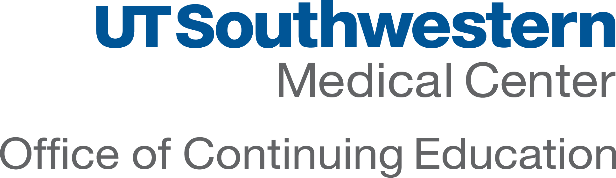 UTSouthwestern
Medical Center
Office of Continuing Education